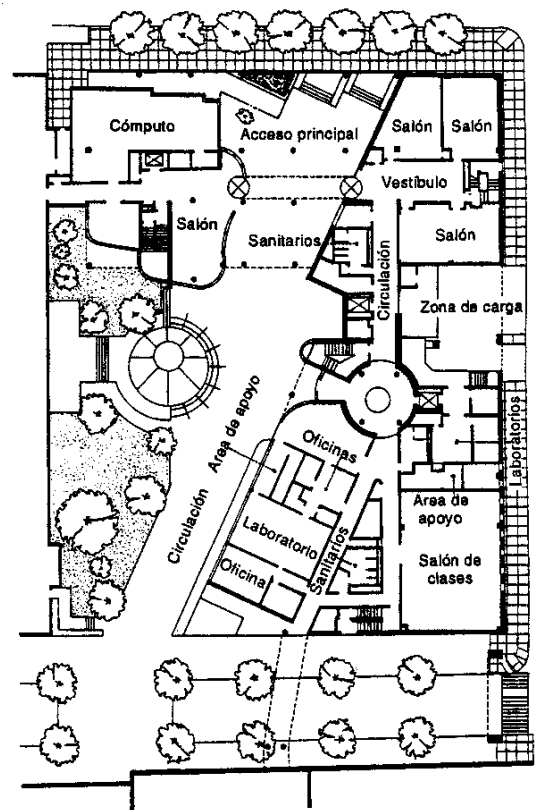 Cómputo
Acceso principal
Salón
Salón
Vestíbulo
Salón
Sanitarios
Salón
Circulación
Zona de carga
Area de apoyo
Oficinas
Laboratorios
Circulación
Laboratorio
Sanitarios
Area de
apoyo
Oficina
Salón de
clases